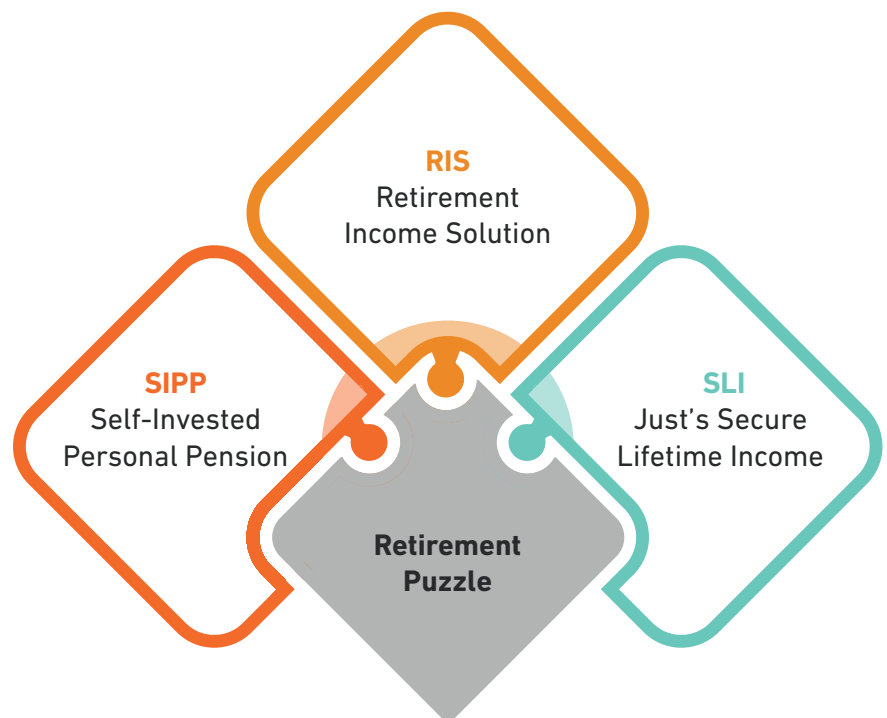 RIS
Retirement
Income Solution
SIPP
Self-Invested
Personal Pension
SLI
Just’s Secure
Lifetime Income
Retirement
Puzzle